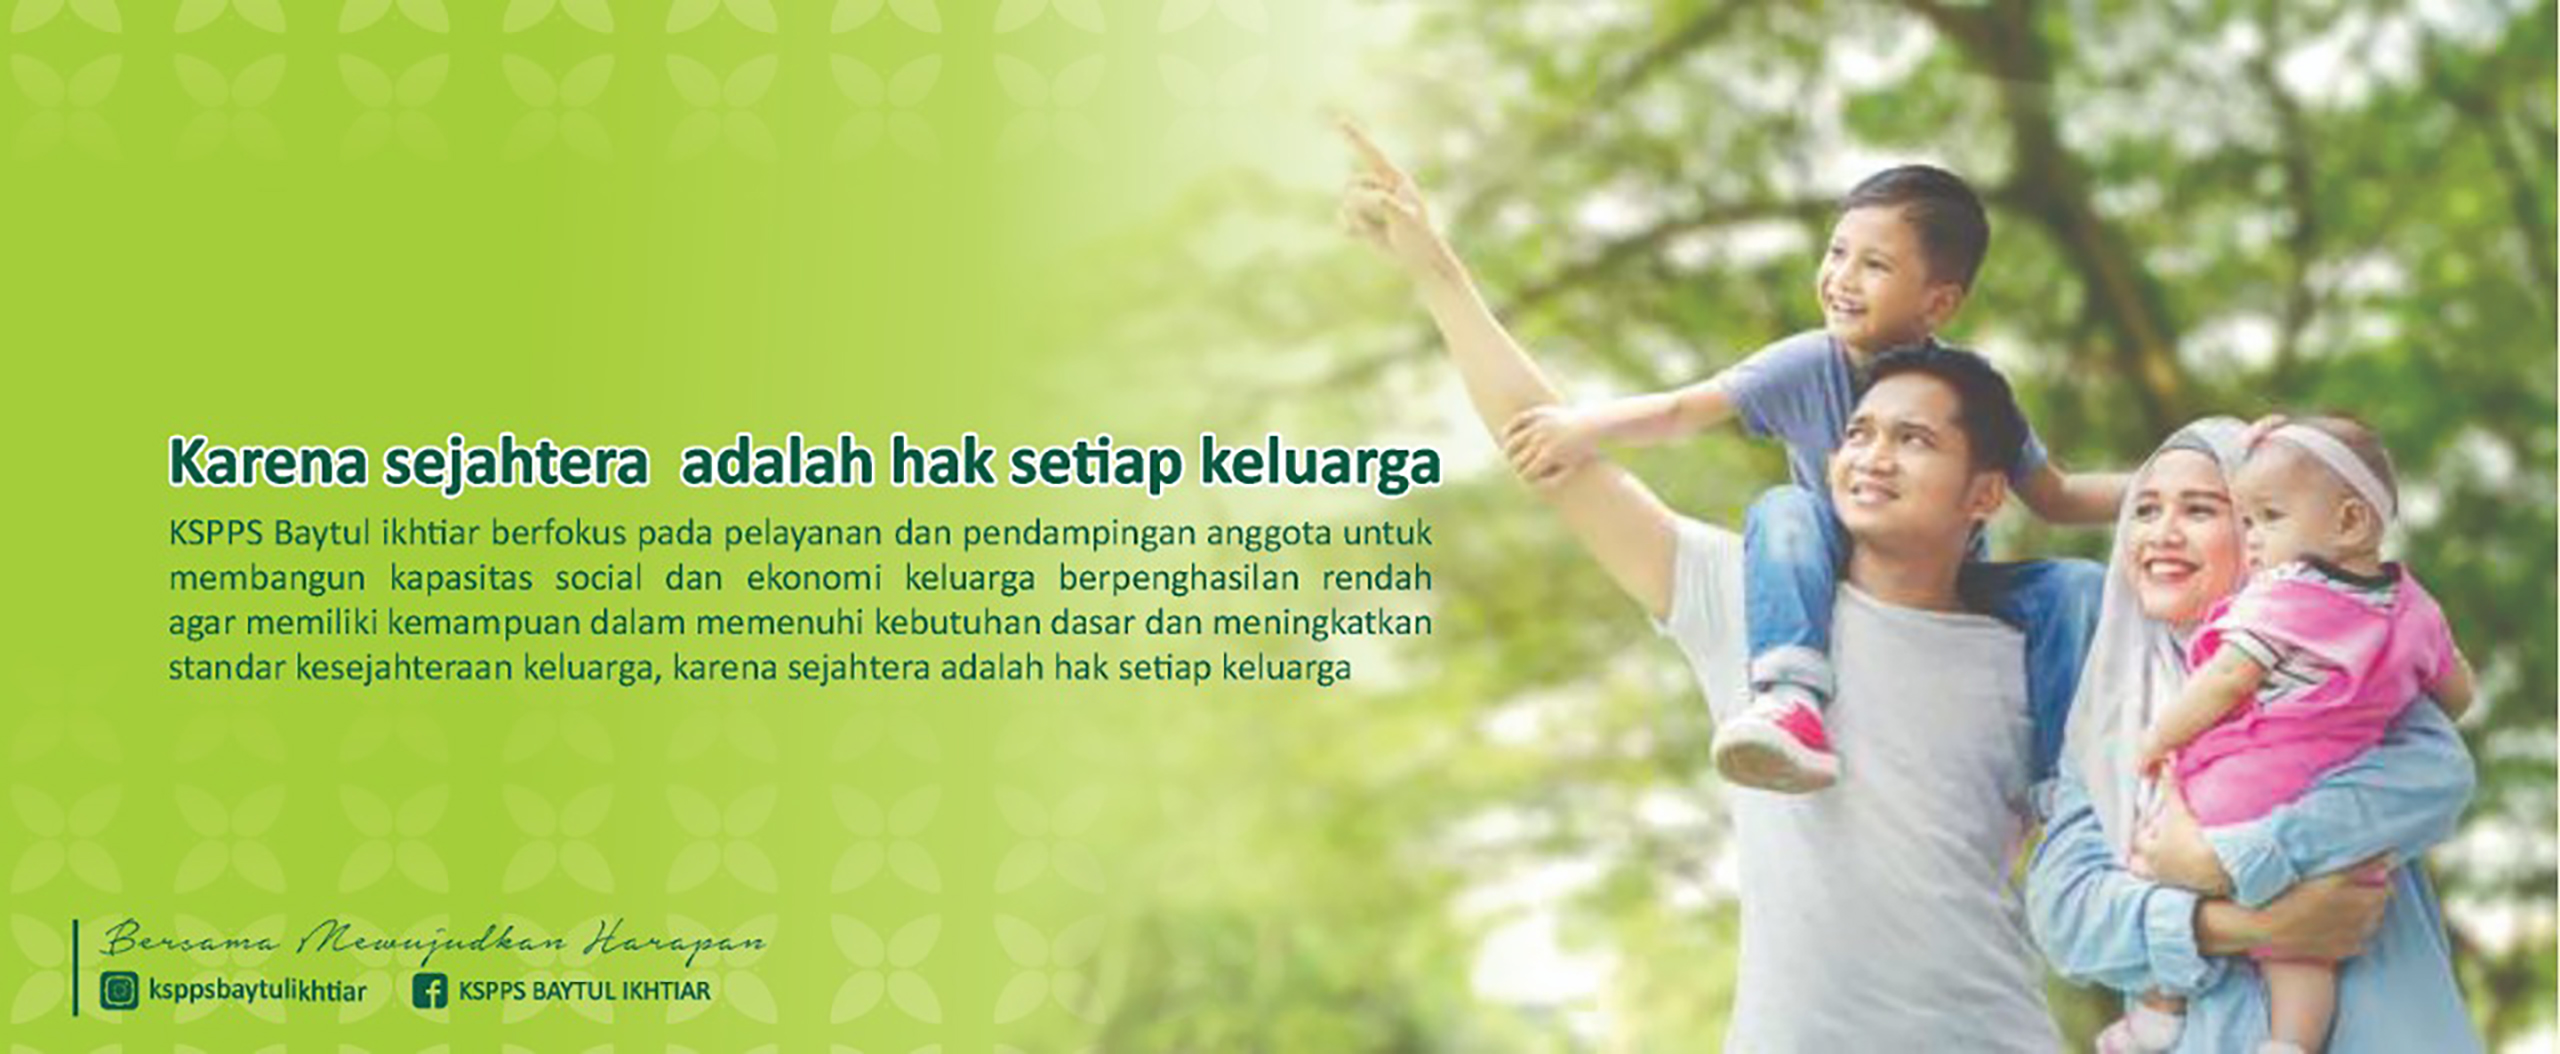 Karena sejahtera adalah hak setiap keluarga
KSPPS Baytul ikhtiar berfokus pada pelayanan dan pendampingan anggota untuk
membangun kapasitas social dan ekonomi keluarga berpenghasilan rendah
agar memiliki kemampuan dalam memenuhi kebutuhan dasar dan meningkatkan
standar kesejahteraan keluarga, karena sejahtera adalah hak setiap keluarga
Bersama Mewujudkan Harapan
ksppsbaytulikhtiar KSPPS BAYTUL IKHTIAR